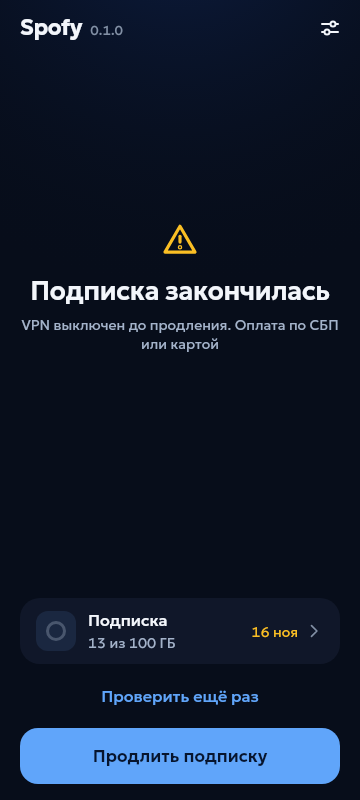 Spofy 0.1.0
Подписка закончилась
VPN выключен до продления. Оплата по СБП
или картой
Подписка
13 из 100 ГБ
16 ноя
Проверить ещё раз
Продлить подписку